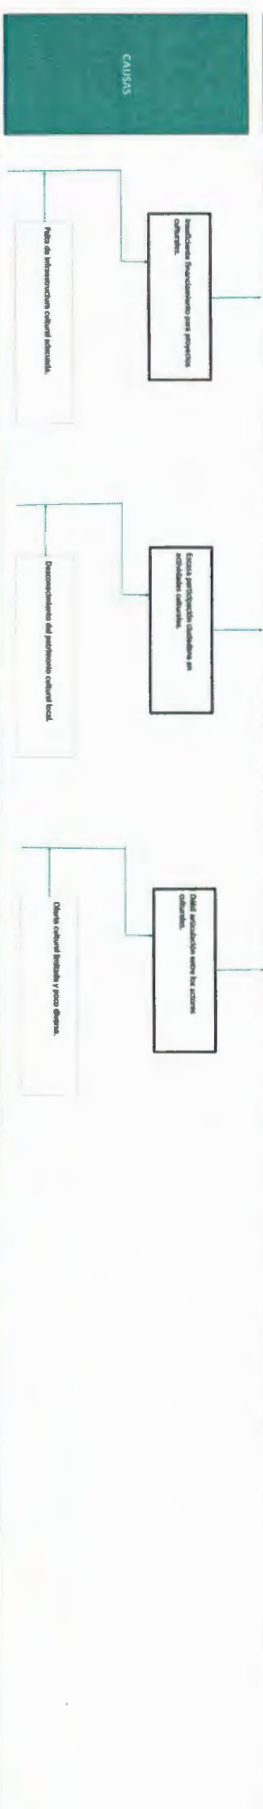 CAUSAS
Insuficiente financiamiento para proyectos
culturales.
Falta de infraestructura cultural adecuada.
Escasa participación ciudadana en
actividades culturales.
Desconocimiento del patrimonio cultural local.
Débil articulación entre los actores
culturales.
Oferta cultural limitada y poco diversa.